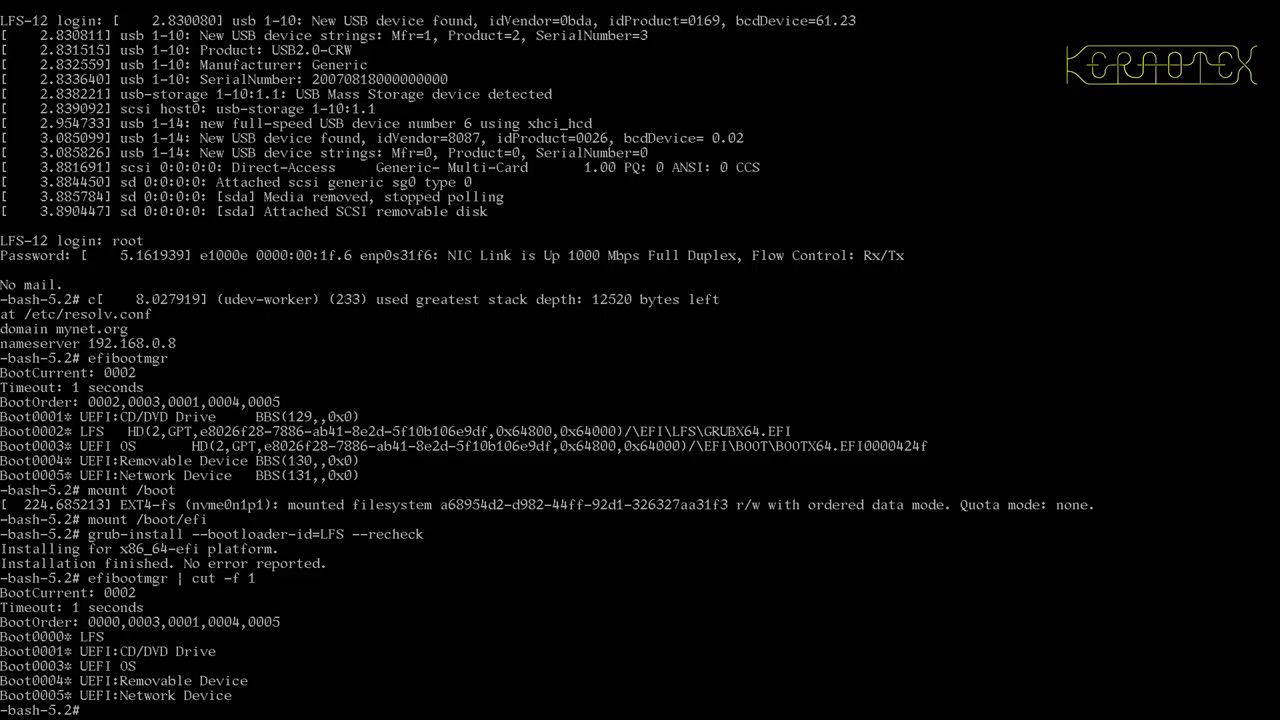 LFS-12 login: [    2.830080] usb 1-10: New USB device found, idVendor=0bda, idProduct=0169, bcdDevice=61.23
[    2.830811] usb 1-10: New USB device strings: Mfr=1, Product=2, SerialNumber=3
[    2.831515] usb 1-10: Product: USB2.0-CRW
[    2.832559] usb 1-10: Manufacturer: Generic
[    2.833640] usb 1-10: SerialNumber: 20070818000000000
[    2.838221] usb-storage 1-10:1.1: USB Mass Storage device detected
[    2.839092] scsi host0: usb-storage 1-10:1.1
[    2.954733] usb 1-14: new full-speed USB device number 6 using xhci_hcd
[    3.085099] usb 1-14: New USB device found, idVendor=8087, idProduct=0026, bcdDevice= 0.02
[    3.085826] usb 1-14: New USB device strings: Mfr=0, Product=0, SerialNumber=0
[    3.881691] scsi 0:0:0:0: Direct-Access     Generic- Multi-Card       1.00 PQ: 0 ANSI: 0 CCS
[    3.884450] sd 0:0:0:0: Attached scsi generic sg0 type 0
[    3.885784] sd 0:0:0:0: [sda] Media removed, stopped polling
[    3.890447] sd 0:0:0:0: [sda] Attached SCSI removable disk
LFS-12 login: root
Password: [    5.161939] e1000e 0000:00:1f.6 enp0s31f6: NIC Link is Up 1000 Mbps Full Duplex, Flow Control: Rx/Tx
No mail.
-bash-5.2# c[    8.027919] (udev-worker) (233) used greatest stack depth: 12520 bytes left
at /etc/resolv.conf
domain mynet.org
nameserver 192.168.0.8
-bash-5.2# efibootmgr
BootCurrent: 0002
Timeout: 1 seconds
BootOrder: 0002,0003,0001,0004,0005
Boot0001* UEFI:CD/DVD Drive     BBS(129,,0x0)
Boot0002* LFS   HD(2,GPT,e8026f28-7886-ab41-8e2d-5f10b106e9df,0x64800,0x64000)/\EFI\LFS\GRUBX64.EFI
Boot0003* UEFI OS       HD(2,GPT,e8026f28-7886-ab41-8e2d-5f10b106e9df,0x64800,0x64000)/\EFI\BOOT\BOOTX64.EFI0000424f
Boot0004* UEFI:Removable Device BBS(130,,0x0)
Boot0005* UEFI:Network Device   BBS(131,,0x0)
-bash-5.2# mount /boot
[  224.685213] EXT4-fs (nvme0n1p1): mounted filesystem a68954d2-d982-44ff-92d1-326327aa31f3 r/w with ordered data mode. Quota mode: none.
-bash-5.2# mount /boot/efi
-bash-5.2# grub-install --bootloader-id=LFS --recheck
Installing for x86_64-efi platform.
Installation finished. No error reported.
-bash-5.2# efibootmgr | cut -f 1
BootCurrent: 0002
Timeout: 1 seconds
BootOrder: 0000,0003,0001,0004,0005
Boot0000* LFS
Boot0001* UEFI:CD/DVD Drive
Boot0003* UEFI OS
Boot0004* UEFI:Removable Device
Boot0005* UEFI:Network Device
-bash-5.2#